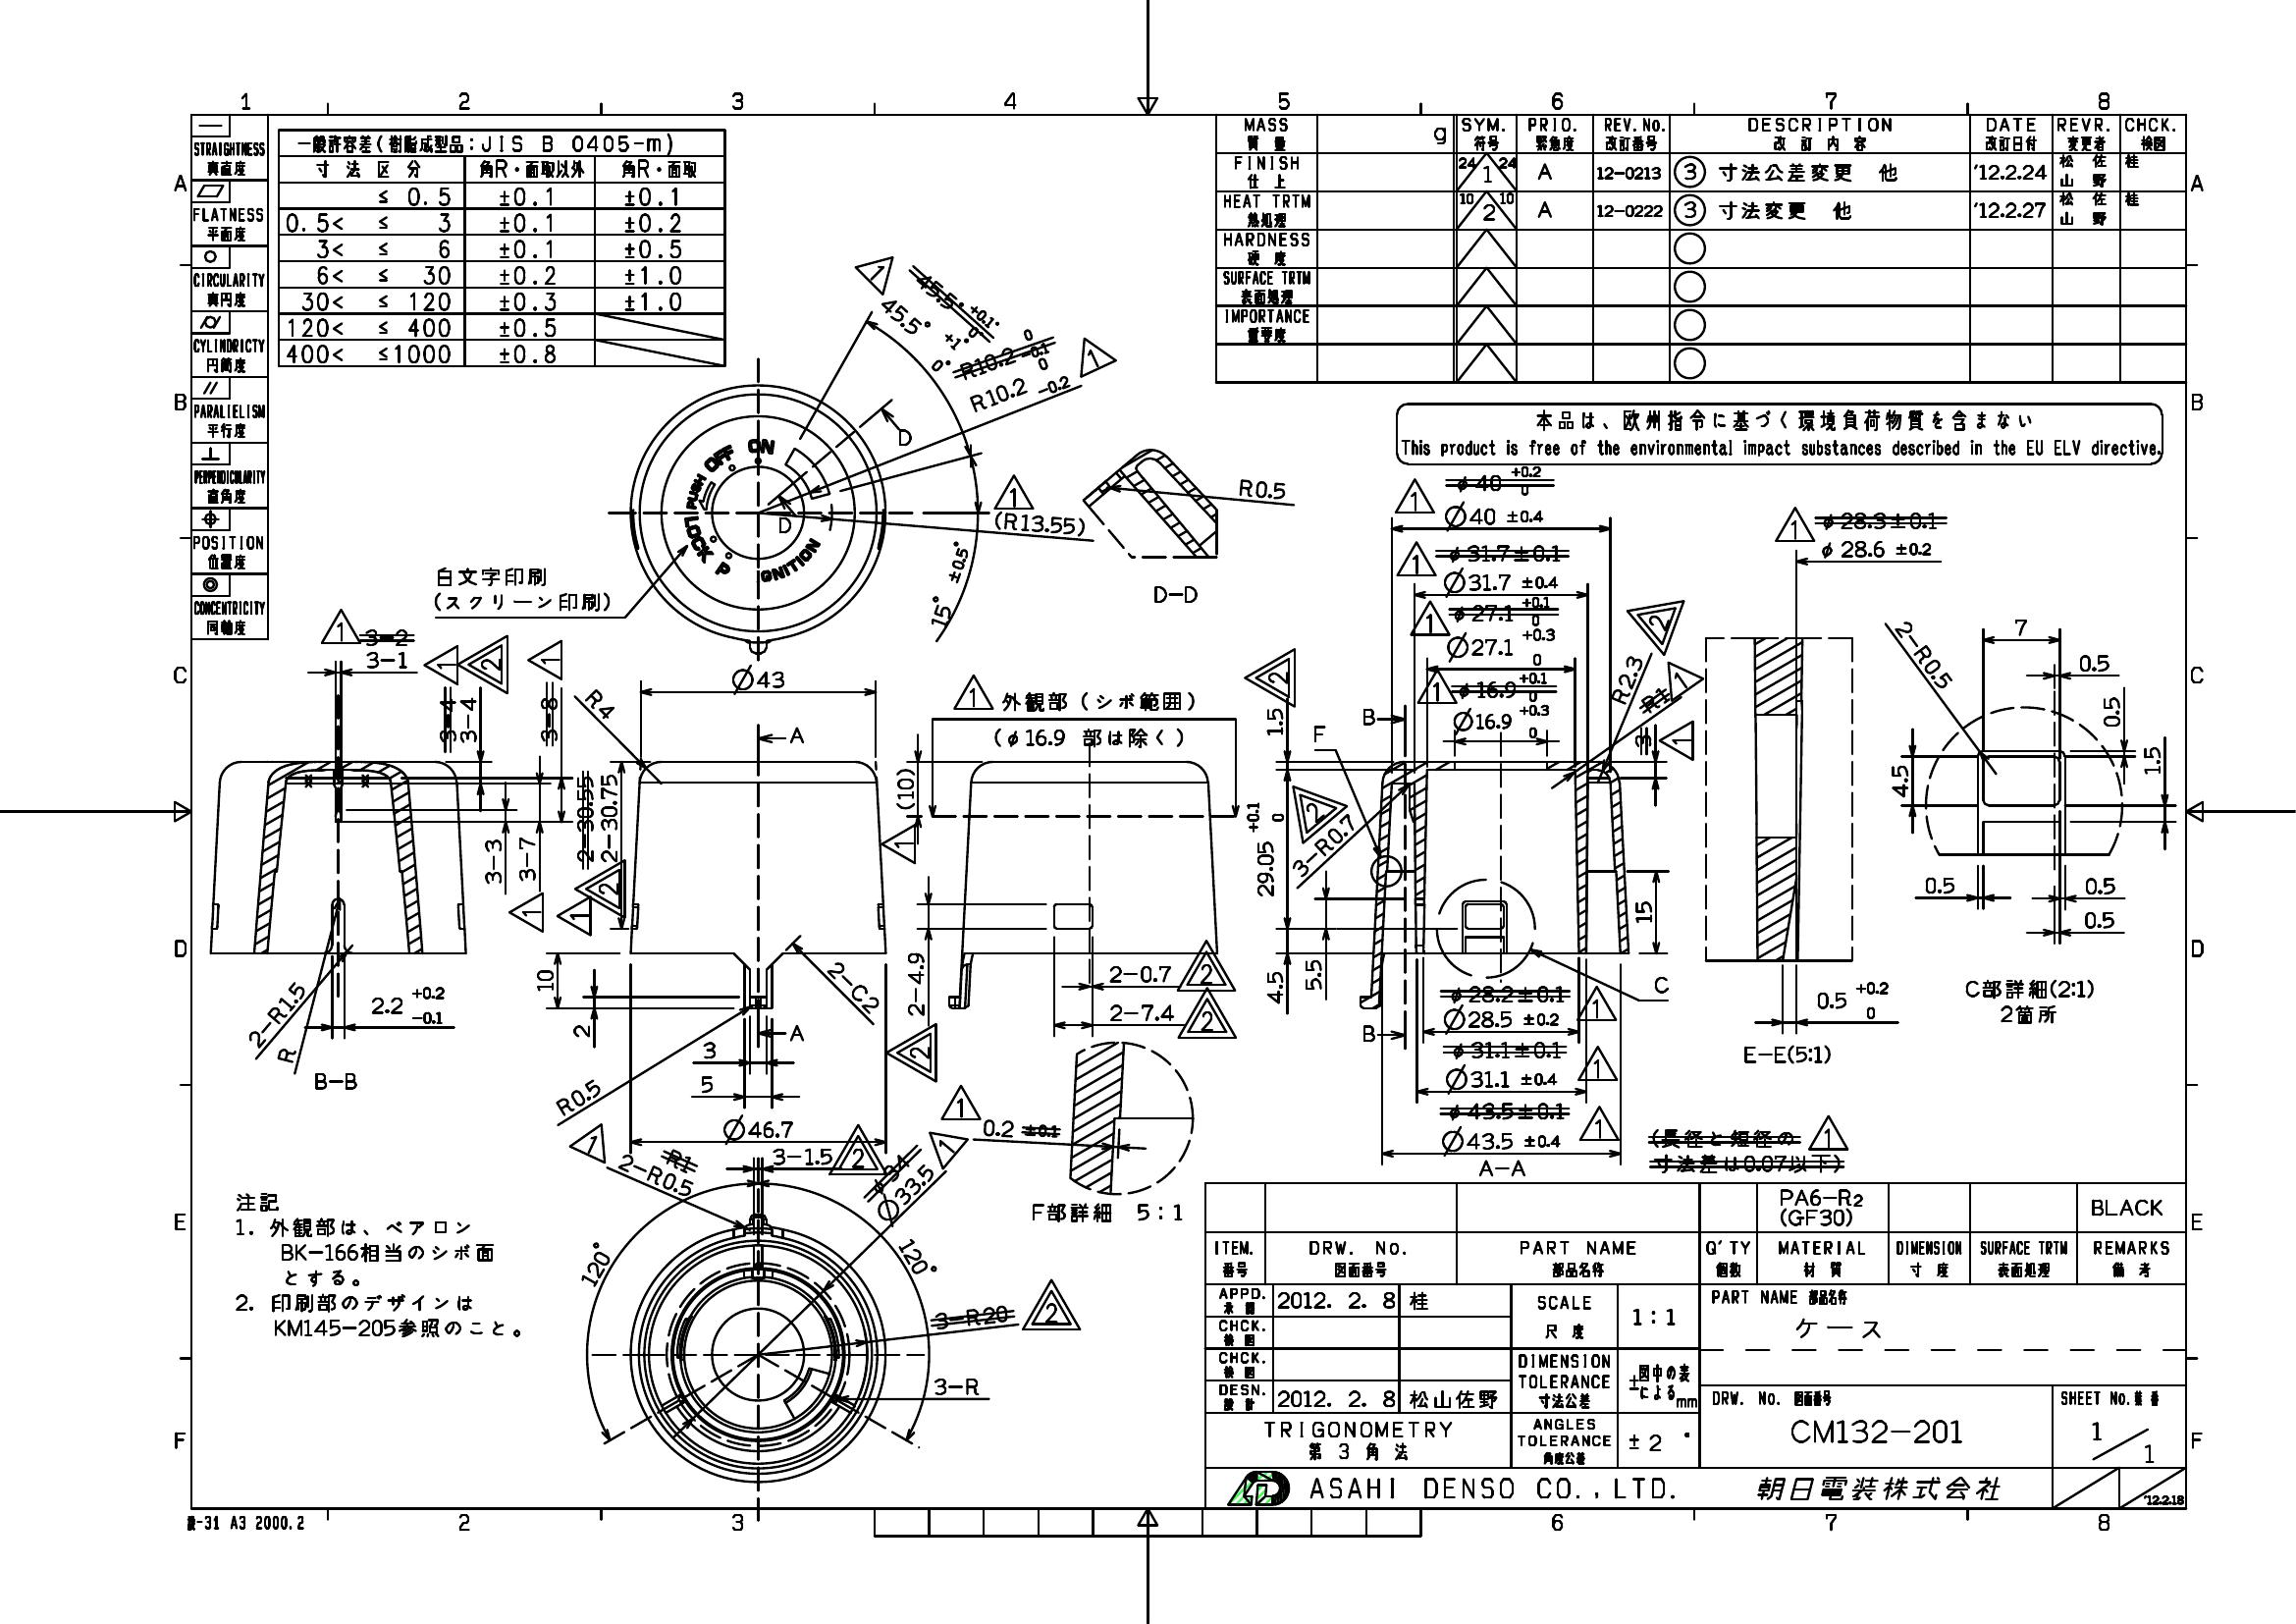 1 2 3 4 5 6 7 8
A B C D E F
STRAIGHTNESS
真直度
FLATNESS
平面度
CIRCULARITY
真円度
CYLINDRICTY
円筒度
PARALIELISM
平行度
PERPENDICULARITY
直角度
POSITION
位置度
CONCENTRICITY
同軸度
一般許容差(樹脂成型品:JIS B 0405-m)
寸 法 区 分 角R・面取以外 角R・面取
≤ 0.5 ±0.1 ±0.1
0.5< ≤ 3 ±0.1 ±0.2
3< ≤ 6 ±0.1 ±0.5
6< ≤ 30 ±0.2 ±1.0
30< ≤ 120 ±0.3 ±1.0
120< ≤ 400 ±0.5
400< ≤1000 ±0.8
MASS 質量 g
FINISH 仕上
HEAT TRTM 熱処理
HARDNESS 硬度
SURFACE TRTM 表面処理
IMPORTANCE 重要度
SYM. PRIO. REV. No. DESCRIPTION DATE REVR. CHCK.
符号 緊急度 改訂番号 改訂内容 改訂日付 変更者 検図
24 1 24 A 12-0213 ③ 寸法公差変更 他 '12.2.24 松山 佐野 桂
10 2 10 A 12-0222 ③ 寸法変更 他 '12.2.27 松山 佐野 桂
本品は、欧州指令に基づく環境負荷物質を含まない
This product is free of the environmental impact substances described in the EU ELV directive.
1
45.5° +0.1° 0
45.5° +1° 0°
R10.2 0 -0.1
R10.2 0 -0.2
1
D
D
1
(R13.55)
15° ±0.5°
ON
OFF
PUSH
LOCK
P
IGNITION
白文字印刷
(スクリーン印刷)
R0.5
D-D
1
3-2
3-1
1 2 1
3-4
3-4
3-8
3-3
3-7
1 1 2
2-30.55
2-30.75
2-R1.5
R
2.2 +0.2 -0.1
B-B
Ø43
R4
A
A
10
2
R0.5
3
5
2-C2
2
Ø46.7
1 外観部(シボ範囲)
(φ16.9 部は除く)
(10)
1
2-4.9
2-0.7 2
2-7.4 2
1
0.2 ±0.1
F部詳細 5:1
1 φ40 +0.2 0
Ø40 ±0.4
1 φ31.7±0.1
Ø31.7 ±0.4
1 φ27.1 +0.1 0
Ø27.1 +0.3 0
1 φ16.9 +0.1 0
Ø16.9 +0.3 0
2
R2.3
R1 1
2
1.5
B
F
29.05 +0.1 0
2
3-R0.7
4.5
5.5
3 1
15
C
B
φ28.2±0.1
Ø28.5 ±0.2 1
φ31.1±0.1
Ø31.1 ±0.4 1
φ43.5±0.1
Ø43.5 ±0.4 1
A-A
(長径と短径の
寸法差は0.07以下) 1
1 φ28.3±0.1
φ28.6 ±0.2
0.5 +0.2 0
E-E(5:1)
2-R0.5
7
0.5
0.5
4.5
1.5
0.5
0.5
0.5
C部詳細(2:1)
2箇所
1
R1
2-R0.5
3-1.5 2
φ34
Ø33.5 1
120°
120°
3-R20 2
3-R
注記
1. 外観部は、ベアロン
BK-166相当のシボ面
とする。
2. 印刷部のデザインは
KM145-205参照のこと。
PA6-R2
(GF30)
BLACK
ITEM. DRW. No. PART NAME Q'TY MATERIAL DIMENSION SURFACE TRTM REMARKS
番号 図面番号 部品名称 個数 材質 寸度 表面処理 備考
APPD. 承認 2012. 2. 8 桂
CHCK. 検図
CHCK. 検図
DESN. 設計 2012. 2. 8 松山佐野
SCALE 尺度 1:1
DIMENSION TOLERANCE 寸法公差 ±図中の表による mm
ANGLES TOLERANCE 角度公差 ±2°
TRIGONOMETRY
第3角法
PART NAME 部品名称
ケース
DRW. No. 図面番号
CM132-201
SHEET No. 葉番
1/1
ASAHI DENSO CO., LTD. 朝日電装株式会社
'12.2.18
-31 A3 2000.2
2 3 6 7 8